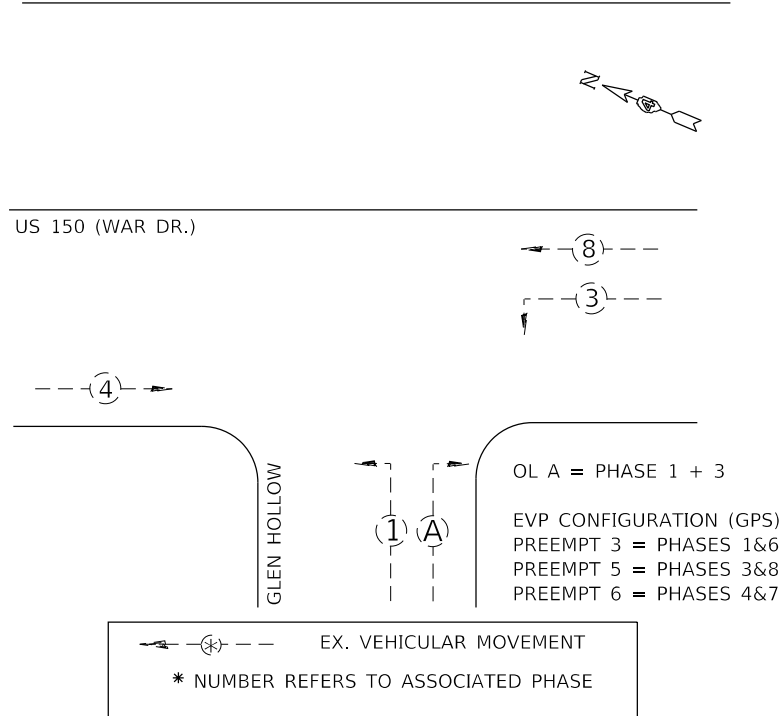 N
4
US 150 (WAR DR.)
8
3
4
GLEN HOLLOW
1
A
OL A = PHASE 1 + 3
EVP CONFIGURATION (GPS)
PREEMPT 3 = PHASES 1&6
PREEMPT 5 = PHASES 3&8
PREEMPT 6 = PHASES 4&7
* EX. VEHICULAR MOVEMENT
* NUMBER REFERS TO ASSOCIATED PHASE